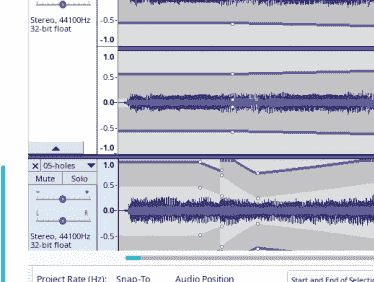 -0.5-
Stereo, 44100Hz
32-bit float
-1.0
1.0
0.5-
0.0-
-0.5-
-1.0
× 05-holes ▼
1.0
Mute Solo
0.5-
- +
0.0-
L R
Stereo, 44100Hz
-0.5-
32-bit float
Project Rate (Hz): Snap-To Audio Position Start and End of Selectio